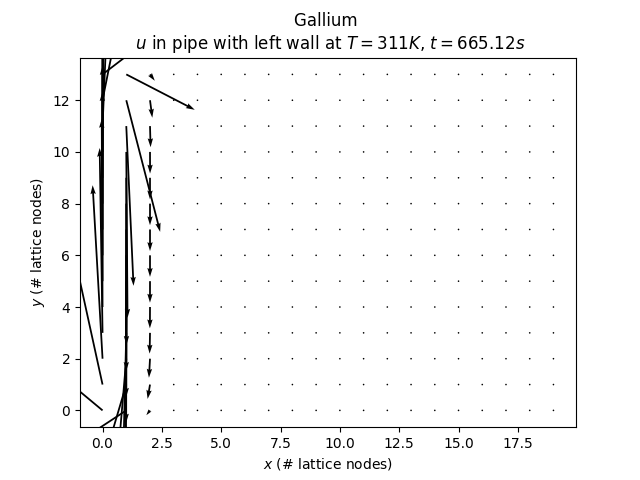 Gallium
u in pipe with left wall at T = 311K, t = 665.12s
y (# lattice nodes)
12
10
8
6
4
2
0
0.0 2.5 5.0 7.5 10.0 12.5 15.0 17.5
x (# lattice nodes)